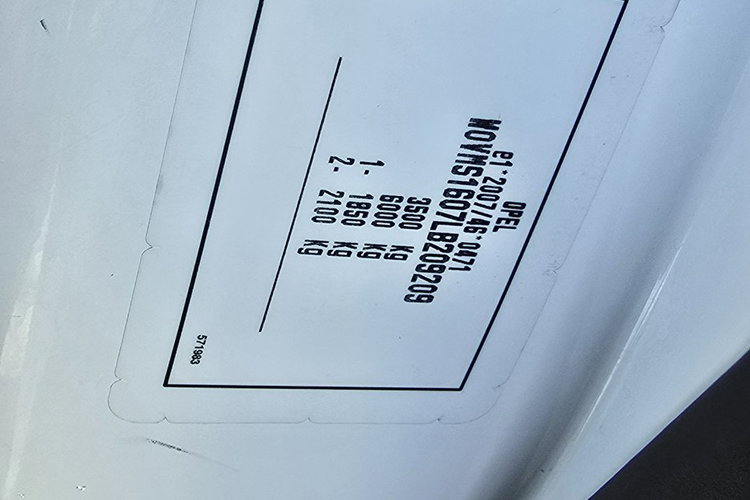 OPEL
e1*2007/46*0471
W0VMS1607LB209209
3500 kg
6000 kg
1- 1850 kg
2- 2100 kg
571983